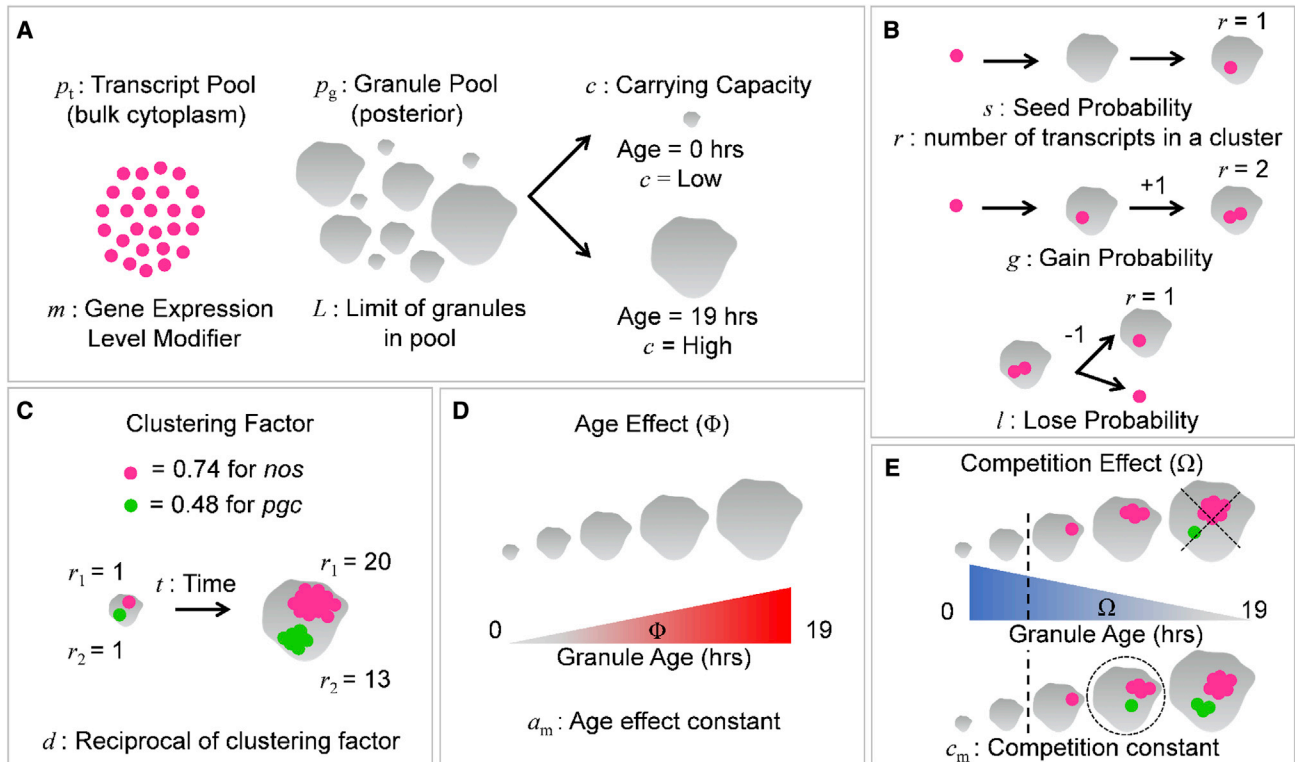 A
p_t : Transcript Pool
(bulk cytoplasm)
m : Gene Expression
Level Modifier
p_g : Granule Pool
(posterior)
L : Limit of granules
in pool
c : Carrying Capacity
Age = 0 hrs
c = Low
Age = 19 hrs
c = High
B
r = 1
s : Seed Probability
r : number of transcripts in a cluster
+1
r = 2
g : Gain Probability
r = 1
-1
l : Lose Probability
C
Clustering Factor
= 0.74 for nos
= 0.48 for pgc
r₁ = 1
t : Time
r₁ = 20
r₂ = 1
r₂ = 13
d : Reciprocal of clustering factor
D
Age Effect (Φ)
0
Φ
19
Granule Age (hrs)
a_m : Age effect constant
E
Competition Effect (Ω)
0
Ω
19
Granule Age (hrs)
c_m : Competition constant